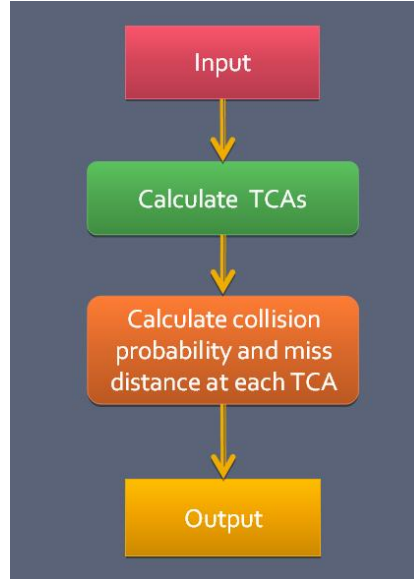 Input
Calculate TCAs
Calculate collision
probability and miss
distance at each TCA
Output